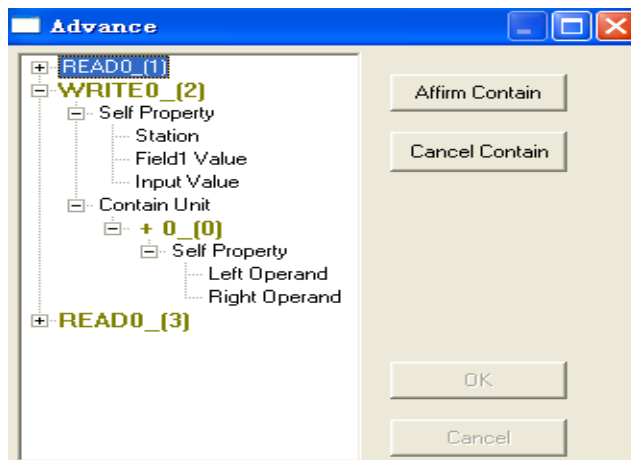 Advance
READ0_(1)
WRITE0_(2)
Self Property
Station
Field1 Value
Input Value
Contain Unit
+ 0_(0)
Self Property
Left Operand
Right Operand
READ0_(3)
Affirm Contain
Cancel Contain
OK
Cancel